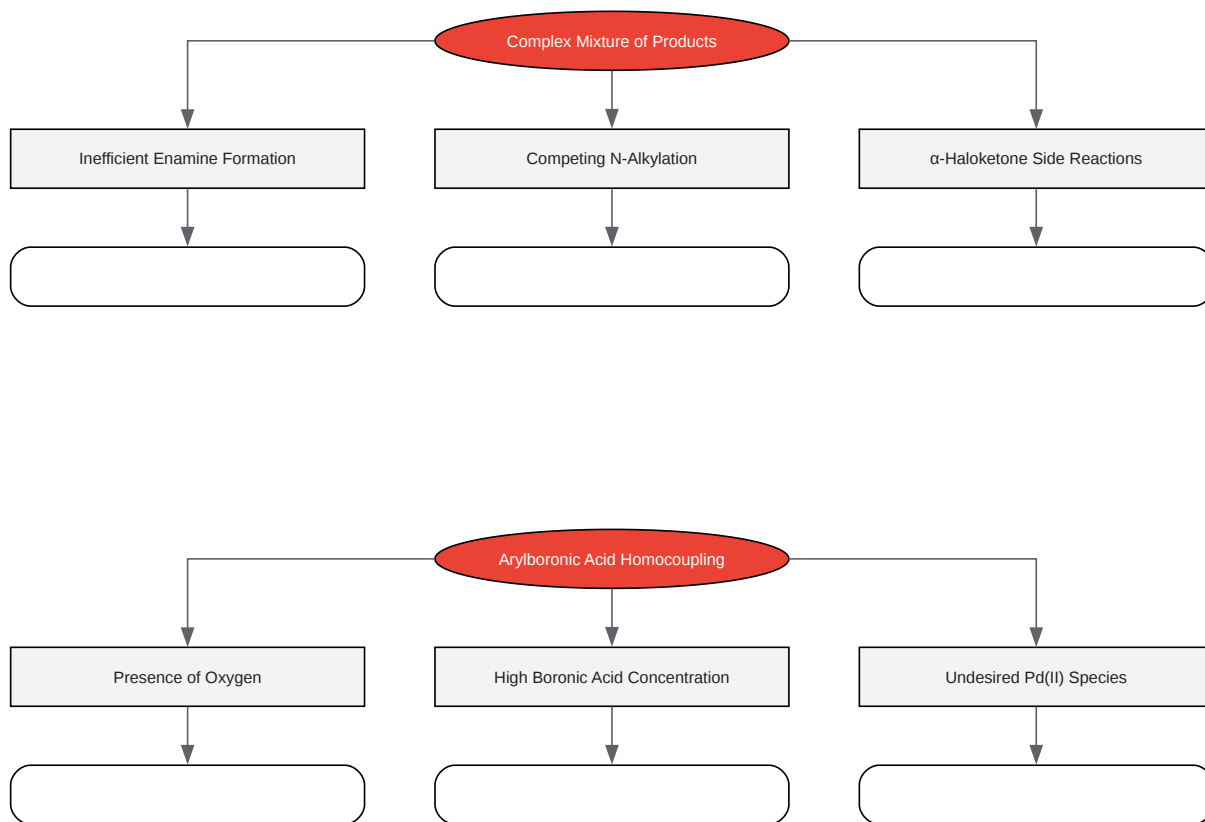 Complex Mixture of Products
Inefficient Enamine Formation
Competing N-Alkylation
α-Haloketone Side Reactions
Arylboronic Acid Homocoupling
Presence of Oxygen
High Boronic Acid Concentration
Undesired Pd(II) Species